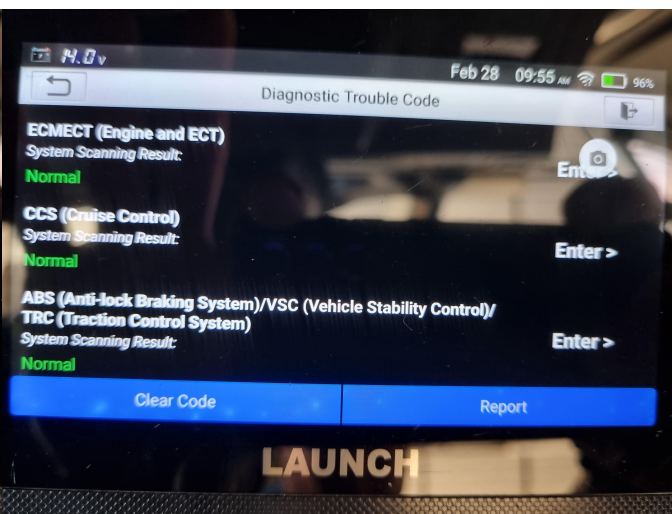 14.0v
Feb 28 09:55 AM 96%
Diagnostic Trouble Code
ECMECT (Engine and ECT)
System Scanning Result:
Normal
Enter >
CCS (Cruise Control)
System Scanning Result:
Normal
Enter >
ABS (Anti-lock Braking System)/VSC (Vehicle Stability Control)/
TRC (Traction Control System)
System Scanning Result:
Normal
Enter >
Clear Code
Report
LAUNCH